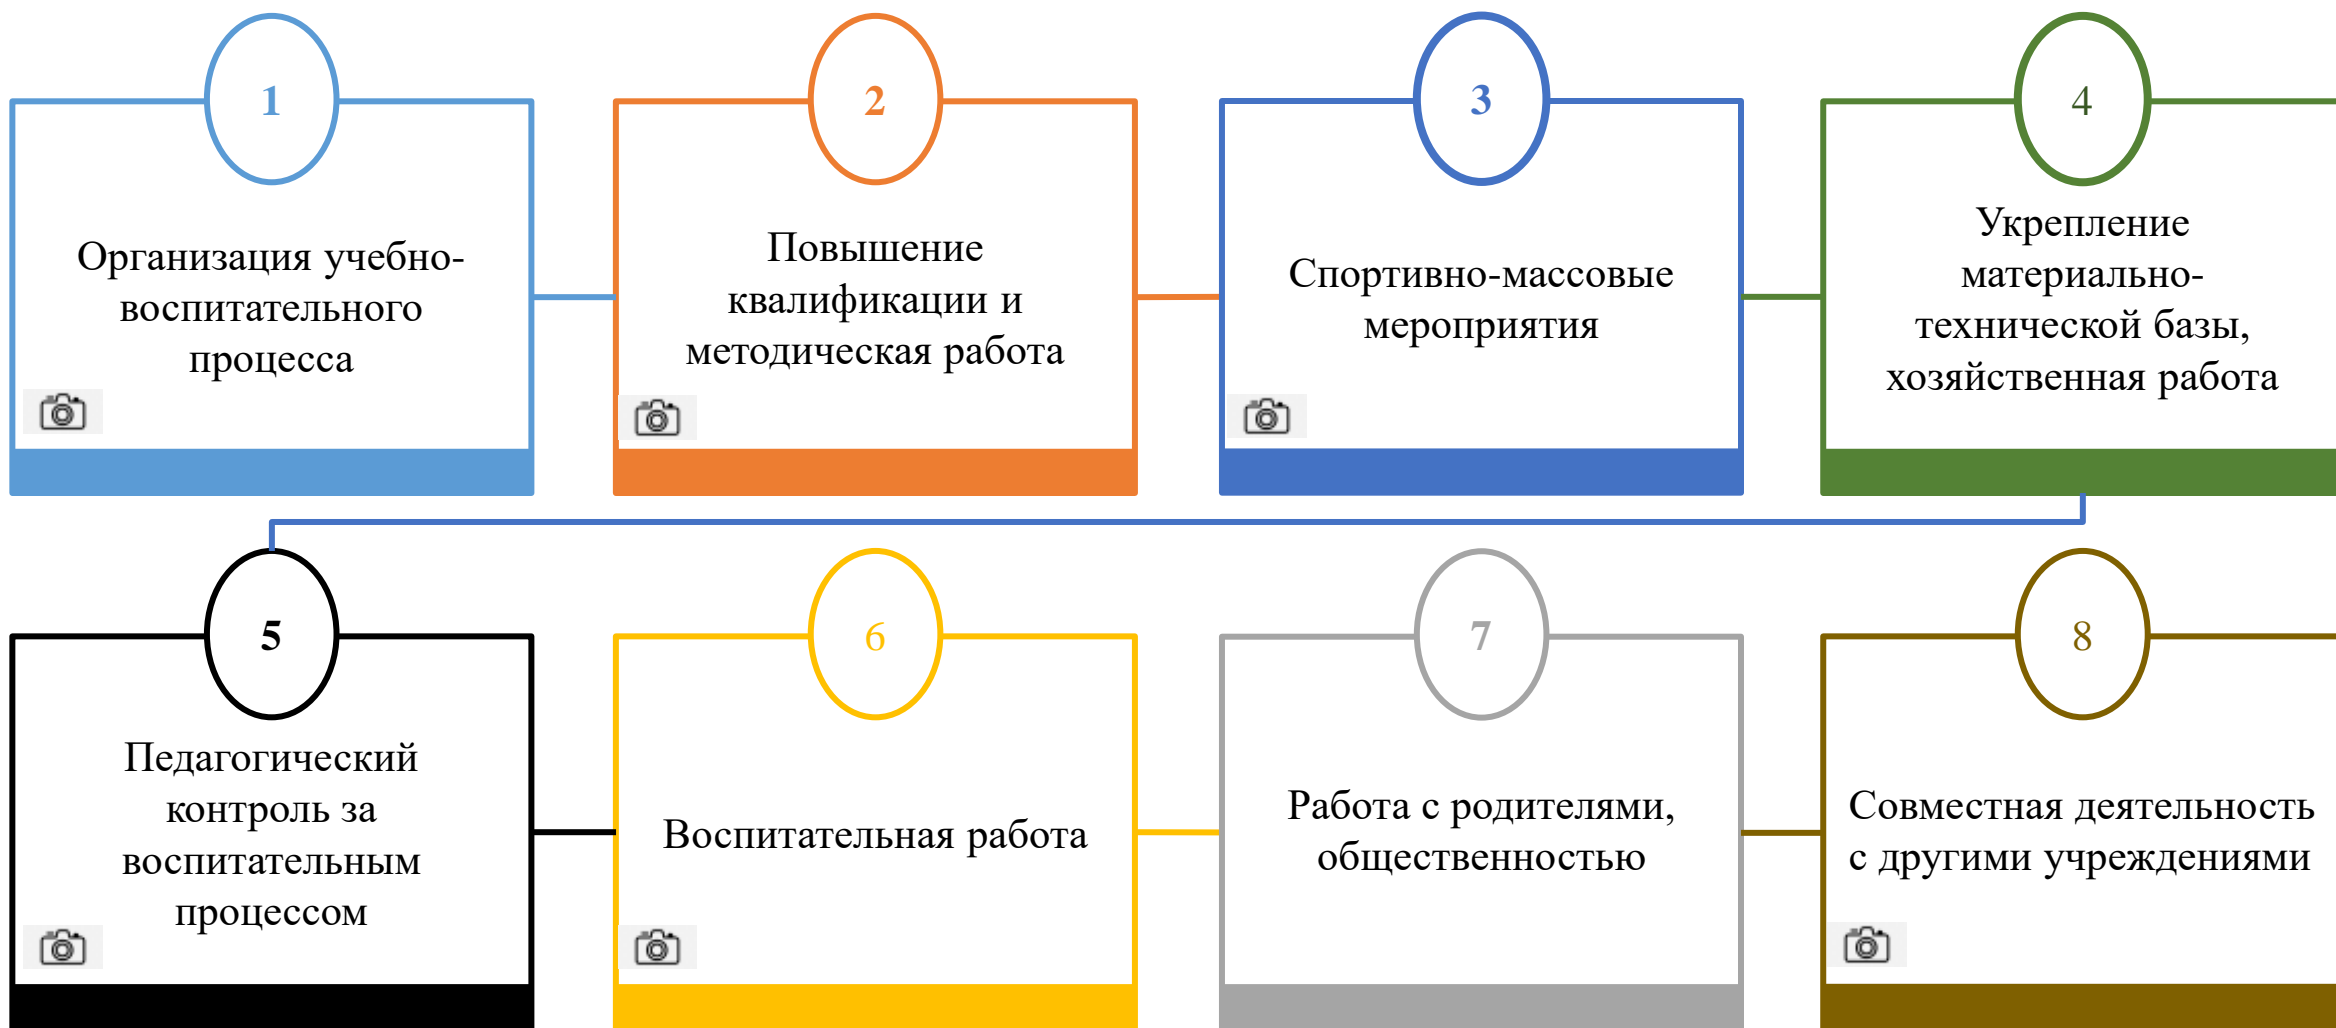 1
Организация учебно-
воспитательного
процесса
2
Повышение
квалификации и
методическая работа
3
Спортивно-массовые
мероприятия
4
Укрепление
материально-
технической базы,
хозяйственная работа
5
Педагогический
контроль за
воспитательным
процессом
6
Воспитательная работа
7
Работа с родителями,
общественностью
8
Совместная деятельность
с другими учреждениями